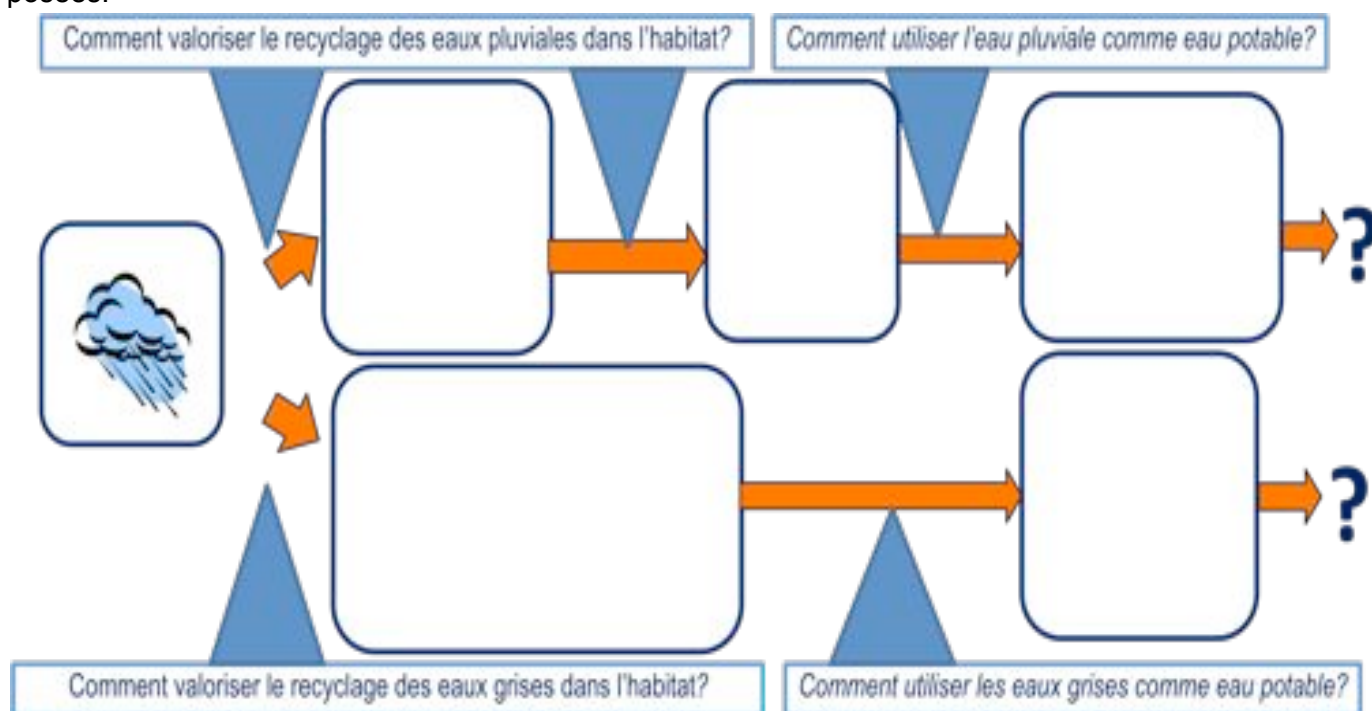 Comment valoriser le recyclage des eaux pluviales dans l'habitat?
Comment utiliser l'eau pluviale comme eau potable?
?
?
Comment valoriser le recyclage des eaux grises dans l'habitat?
Comment utiliser les eaux grises comme eau potable?